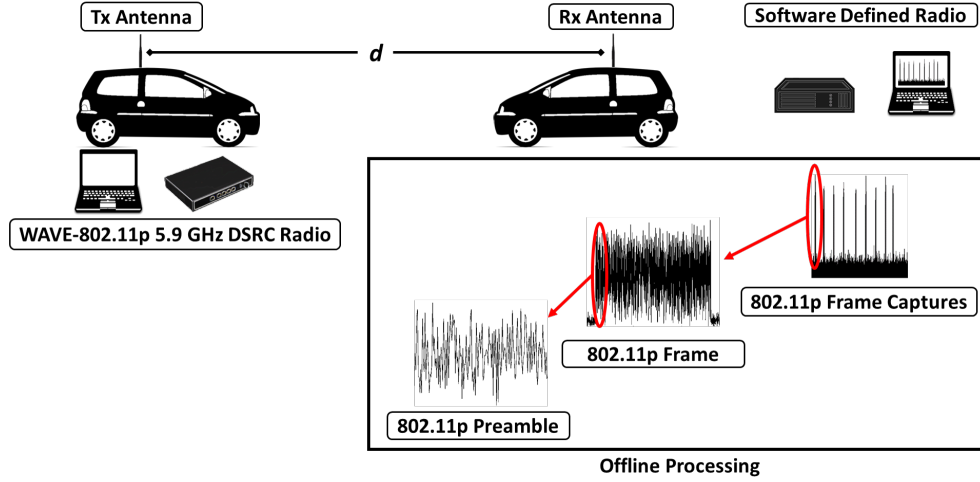 Tx Antenna
Rx Antenna
Software Defined Radio
d
WAVE-802.11p 5.9 GHz DSRC Radio
802.11p Frame Captures
802.11p Frame
802.11p Preamble
Offline Processing